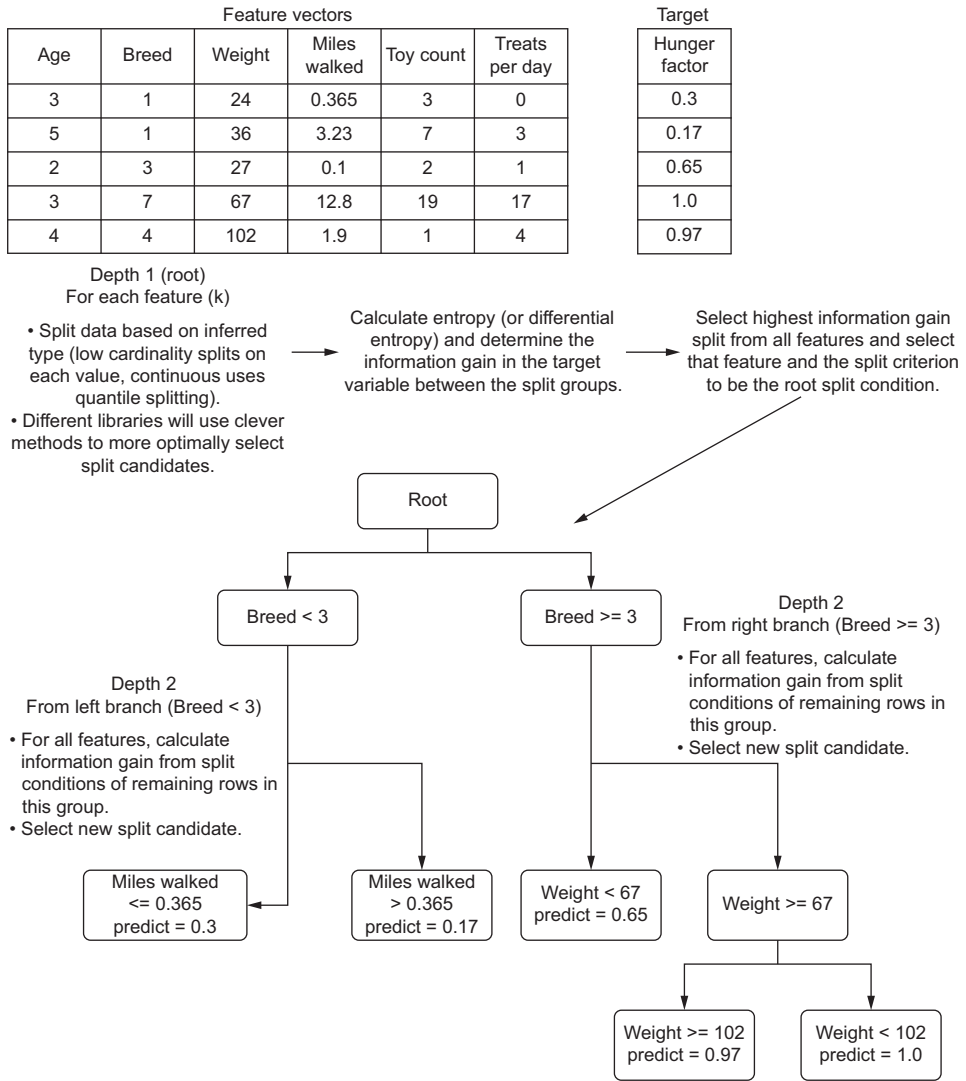 Feature vectors
Target
Age Breed Weight Miles walked Toy count Treats per day
Hunger factor
3 1 24 0.365 3 0 0.3
5 1 36 3.23 7 3 0.17
2 3 27 0.1 2 1 0.65
3 7 67 12.8 19 17 1.0
4 4 102 1.9 1 4 0.97
Depth 1 (root)
For each feature (k)
• Split data based on inferred
type (low cardinality splits on
each value, continuous uses
quantile splitting).
• Different libraries will use clever
methods to more optimally select
split candidates.
Calculate entropy (or differential
entropy) and determine the
information gain in the target
variable between the split groups.
Select highest information gain
split from all features and select
that feature and the split criterion
to be the root split condition.
Root
Breed < 3
Breed >= 3
Depth 2
From left branch (Breed < 3)
• For all features, calculate
information gain from split
conditions of remaining rows in
this group.
• Select new split candidate.
Depth 2
From right branch (Breed >= 3)
• For all features, calculate
information gain from split
conditions of remaining rows in
this group.
• Select new split candidate.
Miles walked
<= 0.365
predict = 0.3
Miles walked
> 0.365
predict = 0.17
Weight < 67
predict = 0.65
Weight >= 67
Weight >= 102
predict = 0.97
Weight < 102
predict = 1.0